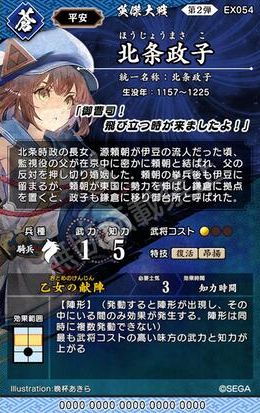 蒼
平安
英傑大戦
第2弾
EX054
ほうじょうまさ こ
北条政子
統一名称：北条政子
生没年：1157～1225
「御曹司！
飛び立つ時が来ましたよ！」
北条時政の長女。源頼朝が伊豆の流人だった頃、
監視役の父が在京中に密かに頼朝と結ばれ、父の
反対を押し切り婚姻した。頼朝の挙兵後も伊豆に
留まるが、頼朝が東国に勢力を伸ばし鎌倉に拠点
を置くと、政子も鎌倉に移り御台所と呼ばれた。
兵種
騎兵
武力 知力
1 5
武将コスト
特技 復活 昂揚
おとめのけんじん
乙女の献陣
必要士気
3
効果時間
知力時間
効果範囲
【陣形】（発動すると陣形が出現し、その
中にいる間のみ効果が発生する。陣形は同
時に複数発動できない）
最も武将コストの高い味方の武力と知力が
上がる
Illustration:晩杯あきら
©SEGA
0000-0000-0000-0000-0000